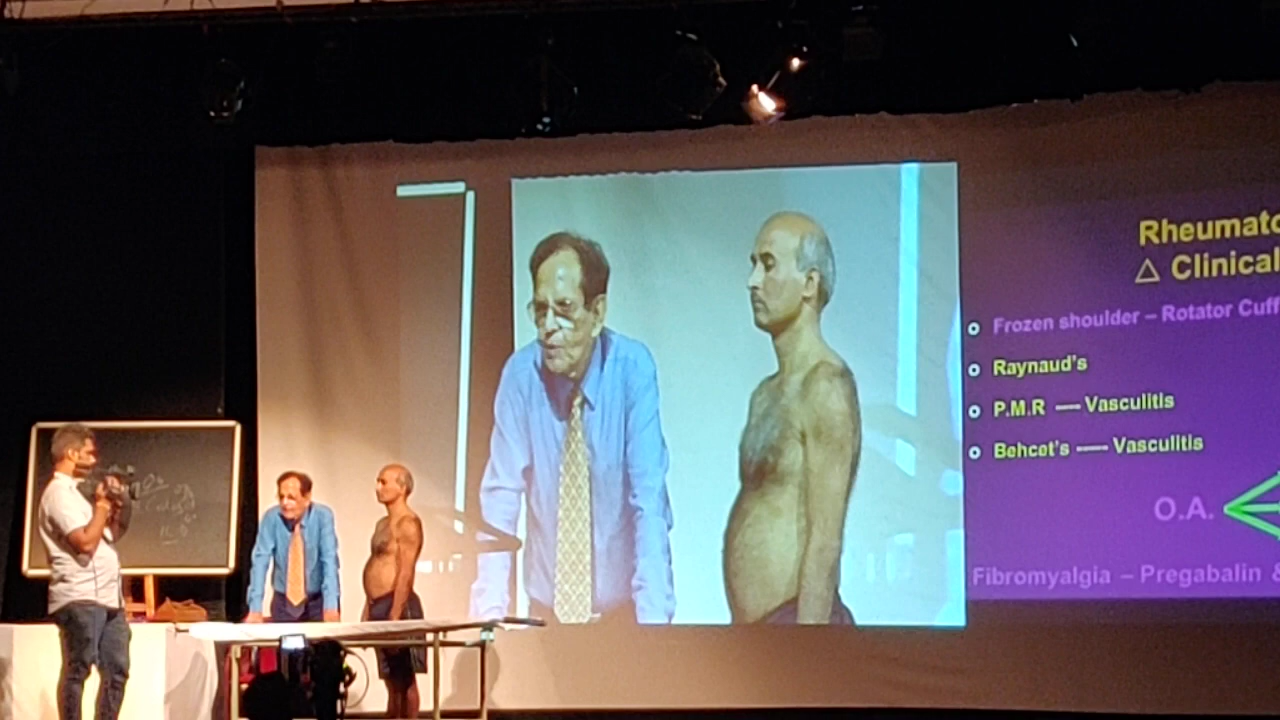 Rheumato
△ Clinical
Frozen shoulder – Rotator Cuff
Raynaud's
P.M.R — Vasculitis
Behcet's —— Vasculitis
O.A.
Fibromyalgia – Pregabalin &